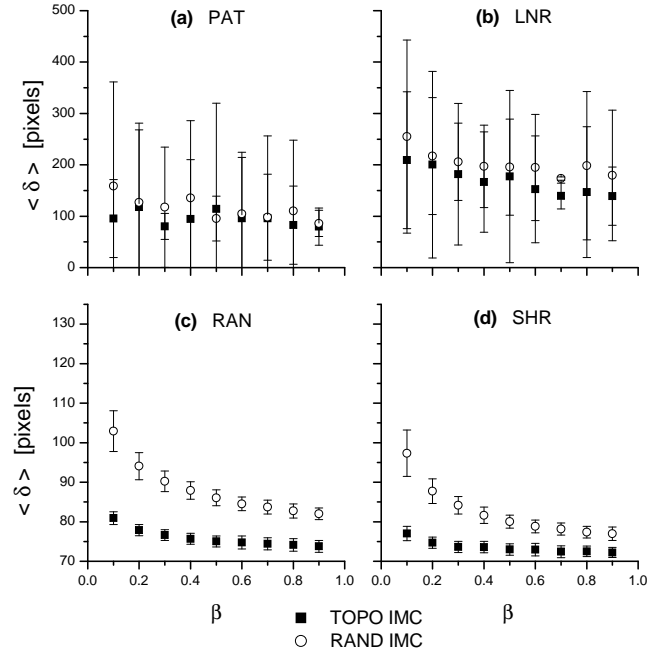 (a) PAT
(b) LNR
500
400
300
200
100
0
< δ > [pixels]
(c) RAN
(d) SHR
130
120
110
100
90
80
70
< δ > [pixels]
0.0 0.2 0.4 0.6 0.8 0.0 0.2 0.4 0.6 0.8 1.0
β β
TOPO IMC
RAND IMC